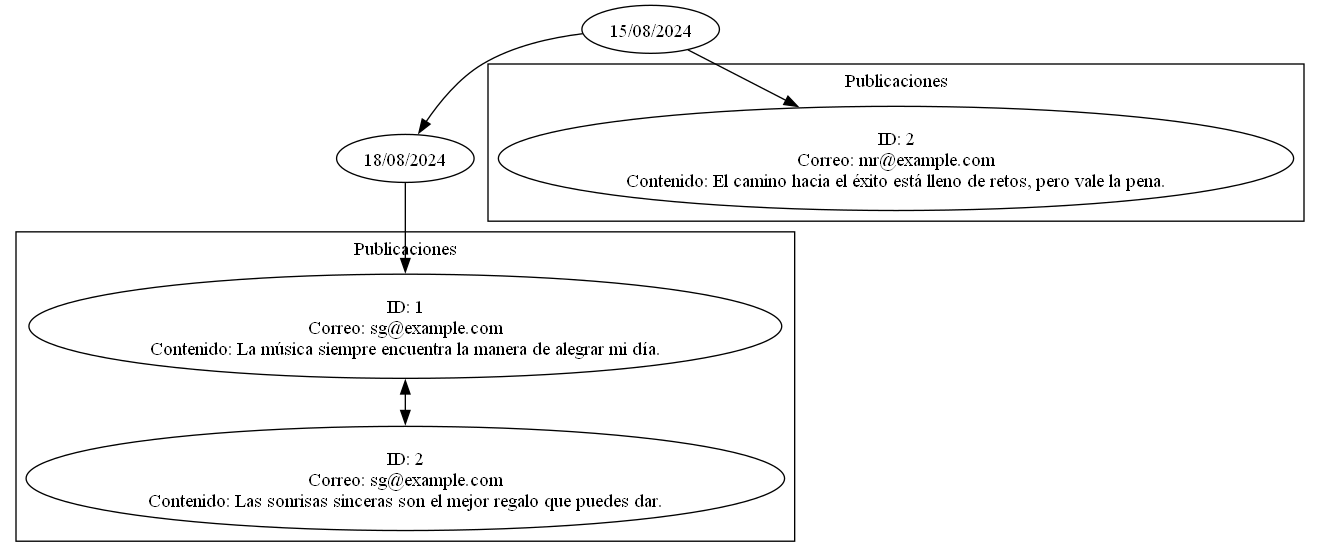 15/08/2024
Publicaciones
ID: 2
Correo: mr@example.com
Contenido: El camino hacia el éxito está lleno de retos, pero vale la pena.
18/08/2024
Publicaciones
ID: 1
Correo: sg@example.com
Contenido: La música siempre encuentra la manera de alegrar mi día.
ID: 2
Correo: sg@example.com
Contenido: Las sonrisas sinceras son el mejor regalo que puedes dar.